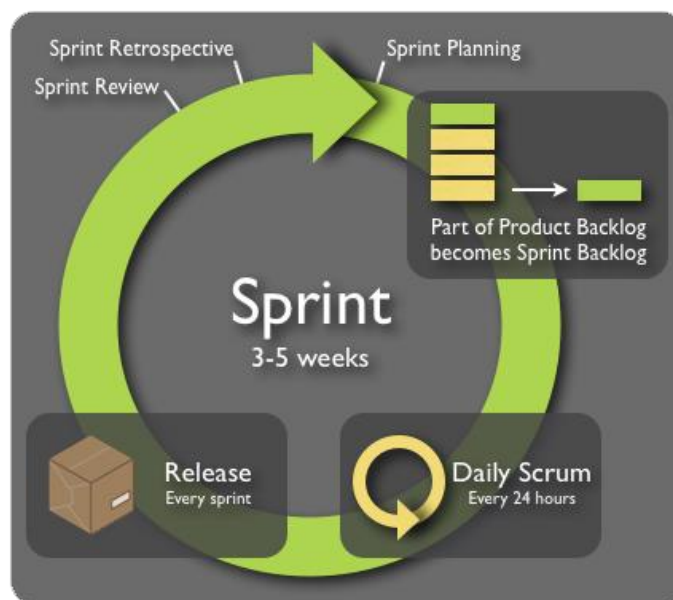 Sprint Retrospective
Sprint Review
Sprint Planning
Part of Product Backlog
becomes Sprint Backlog
Sprint
3-5 weeks
Release
Every sprint
Daily Scrum
Every 24 hours